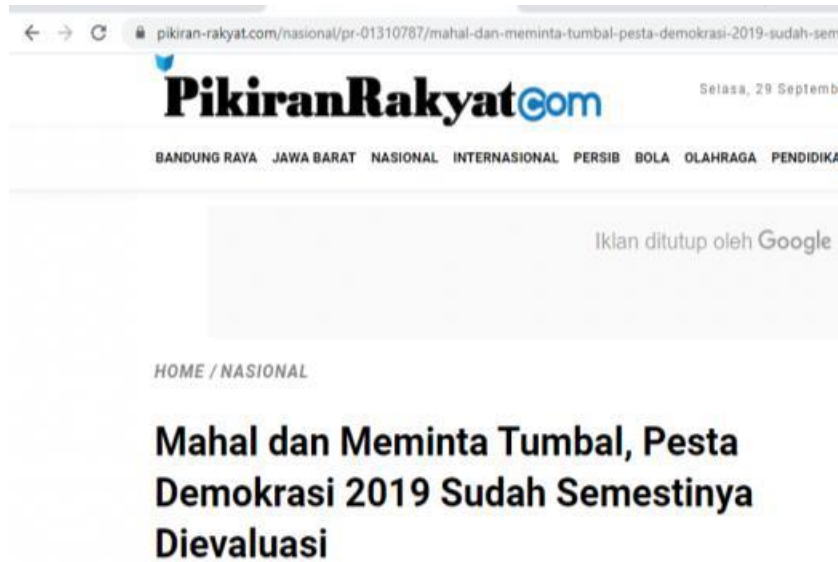 pikiran-rakyat.com/nasional/pr-01310787/mahal-dan-meminta-tumbal-pesta-demokrasi-2019-sudah-sem
PikiranRakyatcom
Selasa, 29 Septemb
BANDUNG RAYA JAWA BARAT NASIONAL INTERNASIONAL PERSIB BOLA OLAHRAGA PENDIDIKA
Iklan ditutup oleh Google
HOME / NASIONAL
Mahal dan Meminta Tumbal, Pesta
Demokrasi 2019 Sudah Semestinya
Dievaluasi